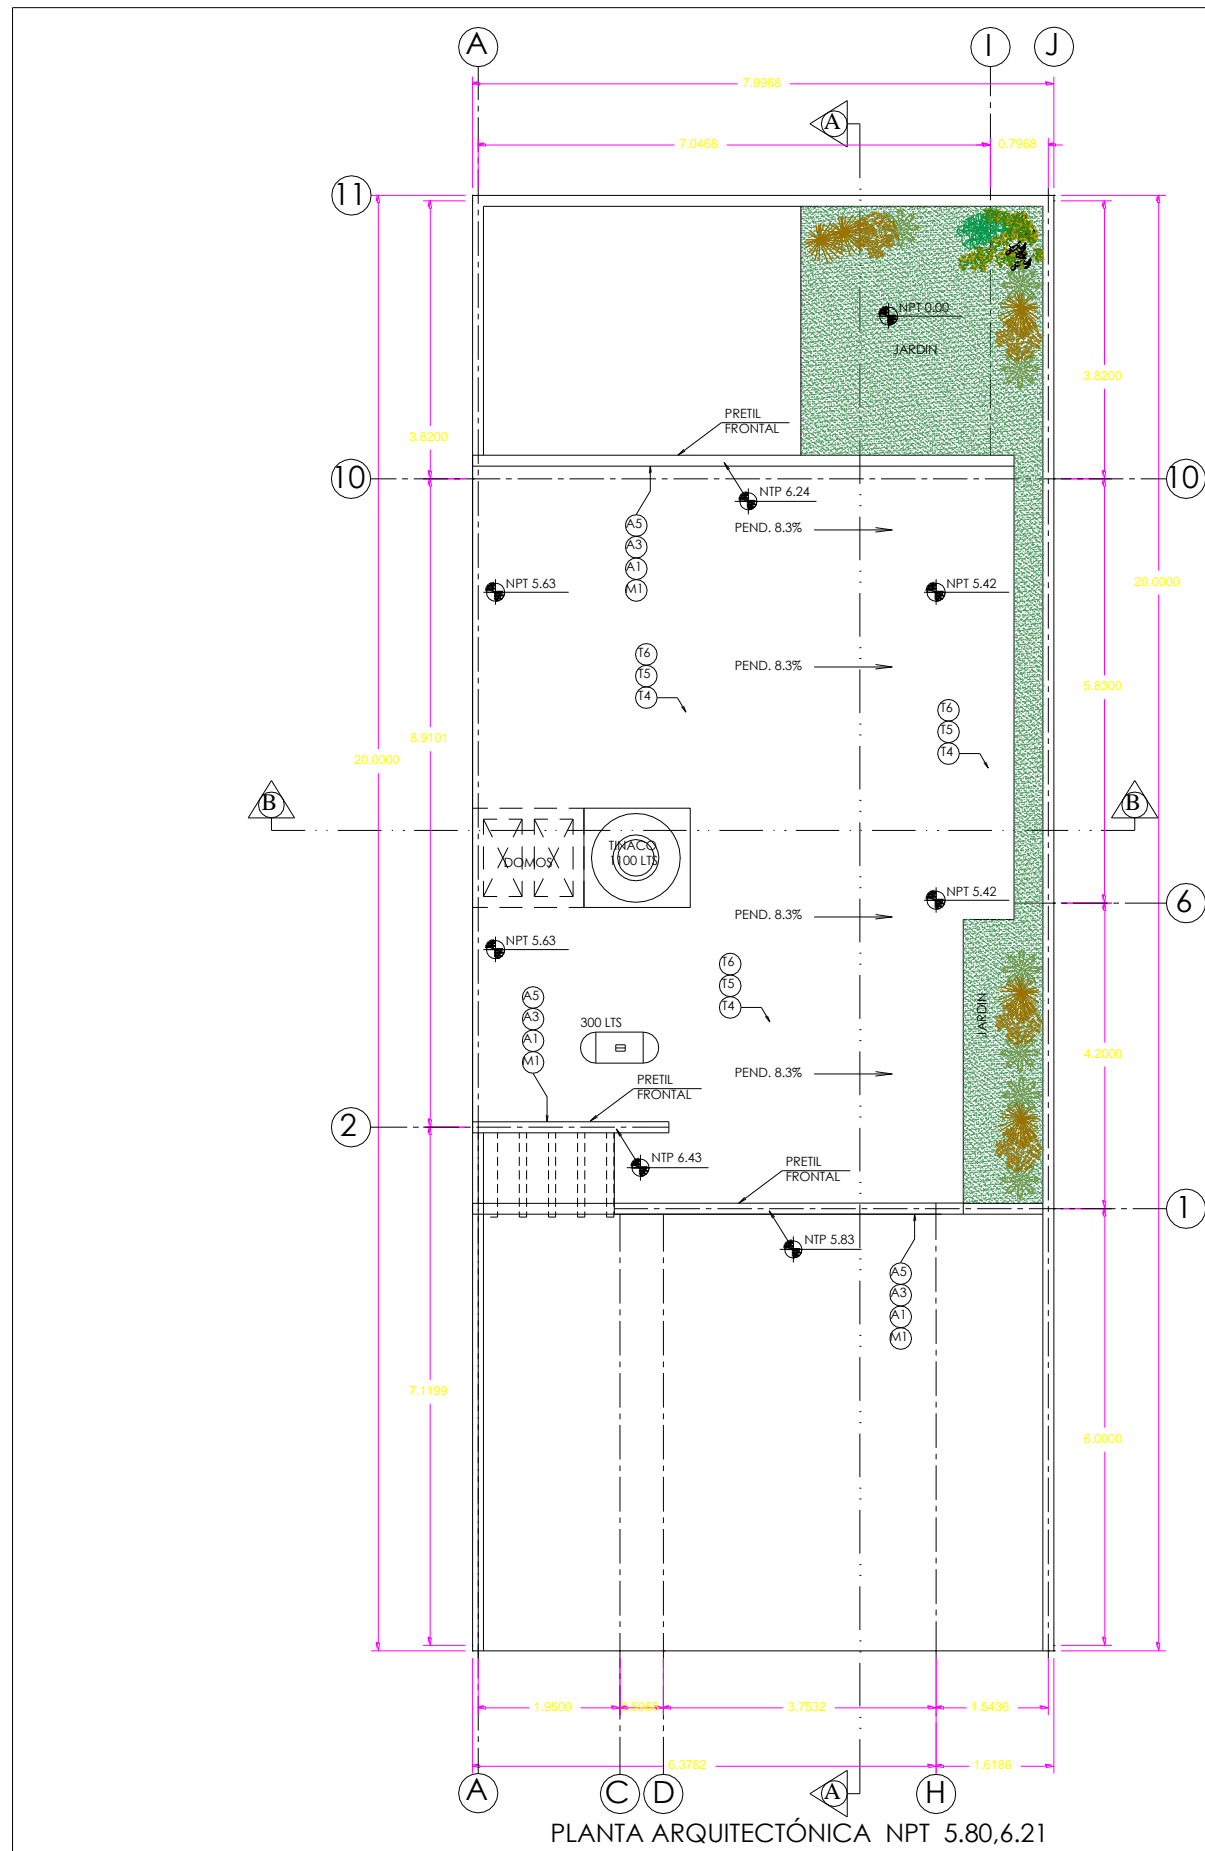 A
I
J
7.9968
A
7.0468
0.7968
11
NPT 0.00
JARDIN
3.8200
3.8200
PRETIL
FRONTAL
10
10
NTP 6.24
A5
A3
A1
M1
PEND. 8.3%
NPT 5.63
NPT 5.42
20.0000
T6
T5
T4
PEND. 8.3%
5.8300
T6
T5
T4
8.9101
20.0000
B
B
TINACO
1100 LTS
DOMOS
NPT 5.42
6
PEND. 8.3%
NPT 5.63
T6
T5
T4
A5
A3
A1
M1
JARDIN
300 LTS
4.2000
PEND. 8.3%
PRETIL
FRONTAL
2
NTP 6.43
PRETIL
FRONTAL
1
NTP 5.83
A5
A3
A1
M1
7.1199
6.0000
1.9500
3.7532
1.5436
6.3782
1.6186
A
C
D
A
H
PLANTA ARQUITECTÓNICA NPT 5.80,6.21